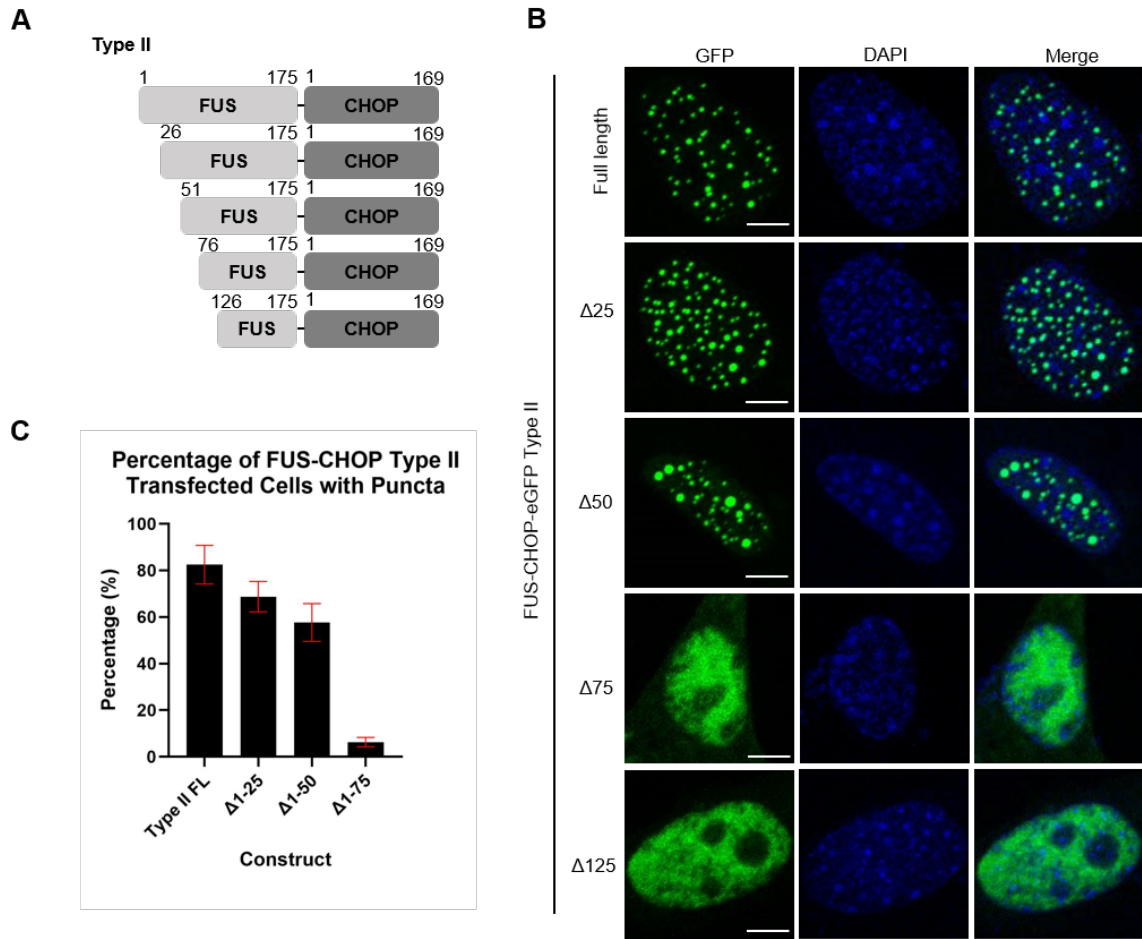 A
Type II
1 175 1 169
FUS CHOP
26 175 1 169
FUS CHOP
51 175 1 169
FUS CHOP
76 175 1 169
FUS CHOP
126 175 1 169
FUS CHOP
B
GFP DAPI Merge
FUS-CHOP-eGFP Type II
Full length
Δ25
Δ50
Δ75
Δ125
C
Percentage of FUS-CHOP Type II
Transfected Cells with Puncta
Percentage (%)
100
80
60
40
20
0
Type II FL Δ1-25 Δ1-50 Δ1-75
Construct